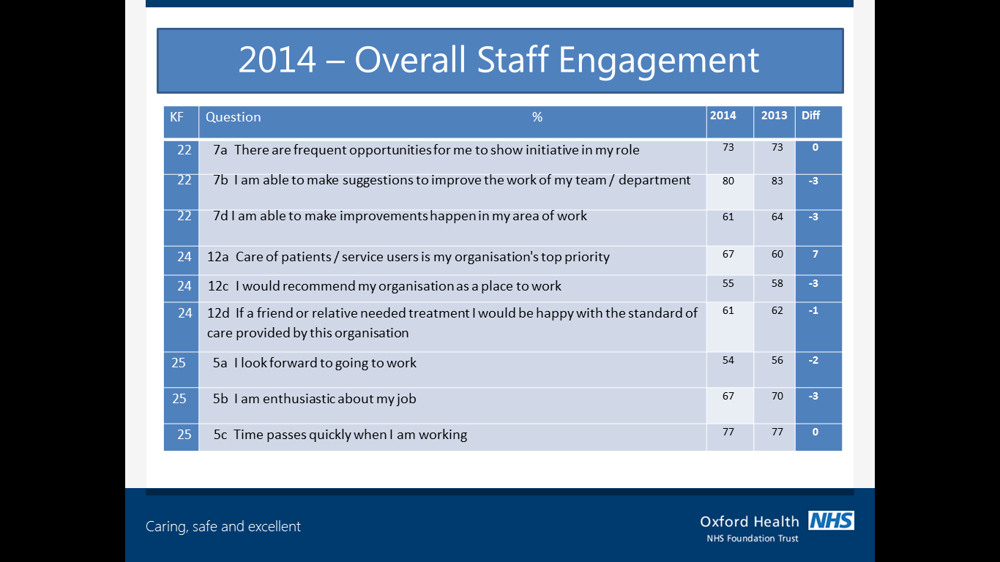 2014 – Overall Staff Engagement
KF Question % 2014 2013 Diff
22 7a There are frequent opportunities for me to show initiative in my role 73 73 0
22 7b I am able to make suggestions to improve the work of my team / department 80 83 -3
22 7d I am able to make improvements happen in my area of work 61 64 -3
24 12a Care of patients / service users is my organisation's top priority 67 60 7
24 12c I would recommend my organisation as a place to work 55 58 -3
24 12d If a friend or relative needed treatment I would be happy with the standard of 61 62 -1
care provided by this organisation
25 5a I look forward to going to work 54 56 -2
25 5b I am enthusiastic about my job 67 70 -3
25 5c Time passes quickly when I am working 77 77 0
Caring, safe and excellent
Oxford Health NHS
NHS Foundation Trust